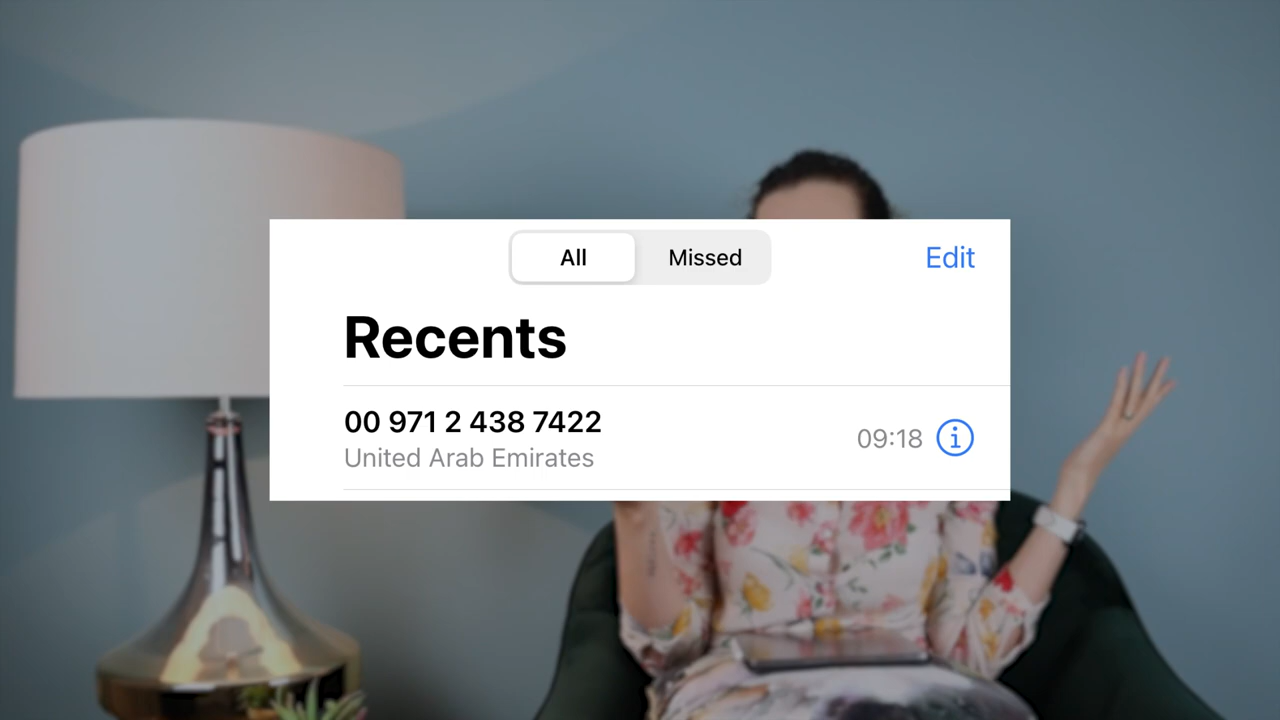 All Missed Edit
Recents
00 971 2 438 7422
United Arab Emirates
09:18